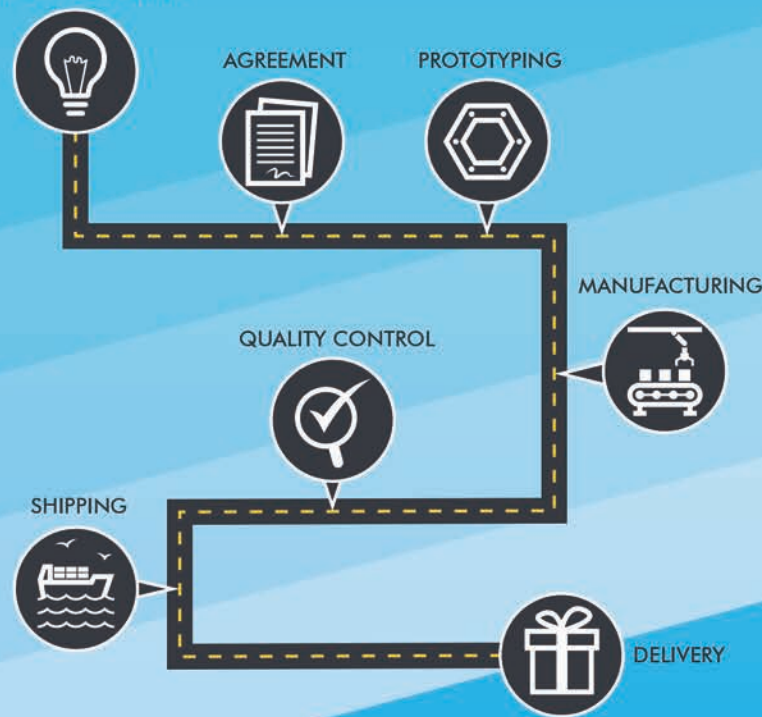 AGREEMENT
PROTOTYPING
MANUFACTURING
QUALITY CONTROL
SHIPPING
DELIVERY